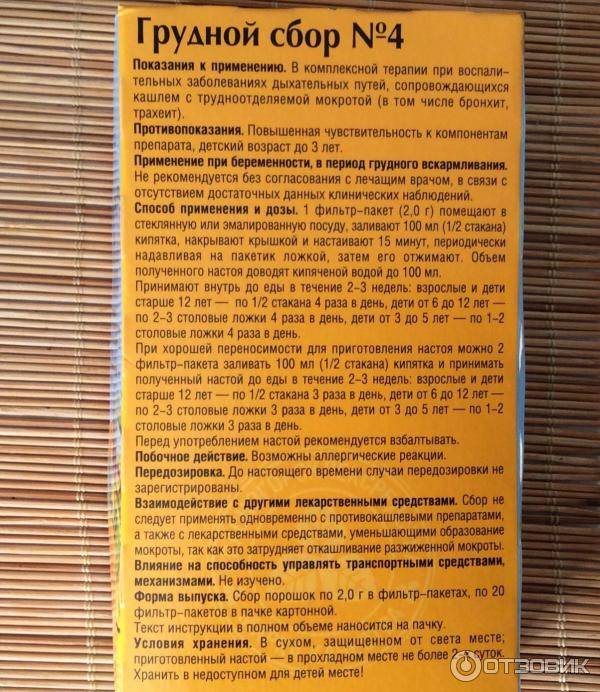 Грудной сбор №4
Показания к применению. В комплексной терапии при воспали-
тельных заболеваниях дыхательных путей, сопровождающихся
кашлем с трудноотделяемой мокротой (в том числе бронхит,
трахеит).
Противопоказания. Повышенная чувствительность к компонентам
препарата, детский возраст до 3 лет.
Применение при беременности, в период грудного вскармливания.
Не рекомендуется без согласования с лечащим врачом, в связи с
отсутствием достаточных данных клинических наблюдений.
Способ применения и дозы. 1 фильтр-пакет (2,0 г) помещают в
стеклянную или эмалированную посуду, заливают 100 мл (1/2 стакана)
кипятка, накрывают крышкой и настаивают 15 минут, периодически
надавливая на пакетик ложкой, затем его отжимают. Объем
полученного настоя доводят кипяченой водой до 100 мл.
Принимают внутрь до еды в течение 2–3 недель: взрослые и дети
старше 12 лет — по 1/2 стакана 4 раза в день, дети от 6 до 12 лет —
по 2–3 столовые ложки 4 раза в день, дети от 3 до 5 лет — по 1–2
столовые ложки 4 раза в день.
При хорошей переносимости для приготовления настоя можно 2
фильтр-пакета заливать 100 мл (1/2 стакана) кипятка и принимать
полученный настой до еды в течение 2–3 недель: взрослые и дети
старше 12 лет — по 1/2 стакана 3 раза в день, дети от 6 до 12 лет —
по 2–3 столовые ложки 3 раза в день, дети от 3 до 5 лет — по 1–2
столовые ложки 3 раза в день.
Перед употреблением настой рекомендуется взбалтывать.
Побочное действие. Возможны аллергические реакции.
Передозировка. До настоящего времени случаи передозировки не
зарегистрированы.
Взаимодействие с другими лекарственными средствами. Сбор не
следует применять одновременно с противокашлевыми препаратами,
а также с лекарственными средствами, уменьшающими образование
мокроты, так как это затрудняет откашливание разжиженной мокроты.
Влияние на способность управлять транспортными средствами,
механизмами. Не изучено.
Форма выпуска. Сбор порошок по 2,0 г в фильтр-пакетах, по 20
фильтр-пакетов в пачке картонной.
Текст инструкции в полном объеме наносится на пачку.
Условия хранения. В сухом, защищенном от света месте;
приготовленный настой — в прохладном месте не более 2-х суток.
Хранить в недоступном для детей месте!
ОТЗОВИК